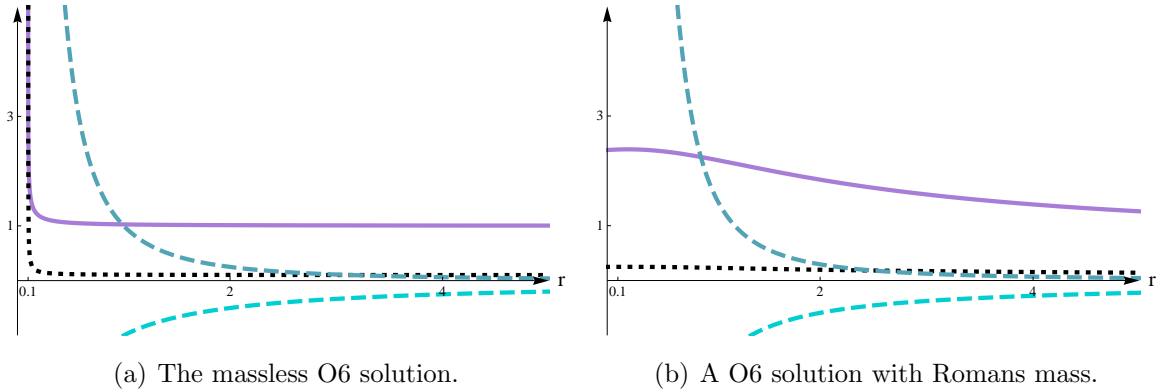 3
1
0.1
2
4
r
3
1
0.1
2
4
r
(a) The massless O6 solution.
(b) A O6 solution with Romans mass.